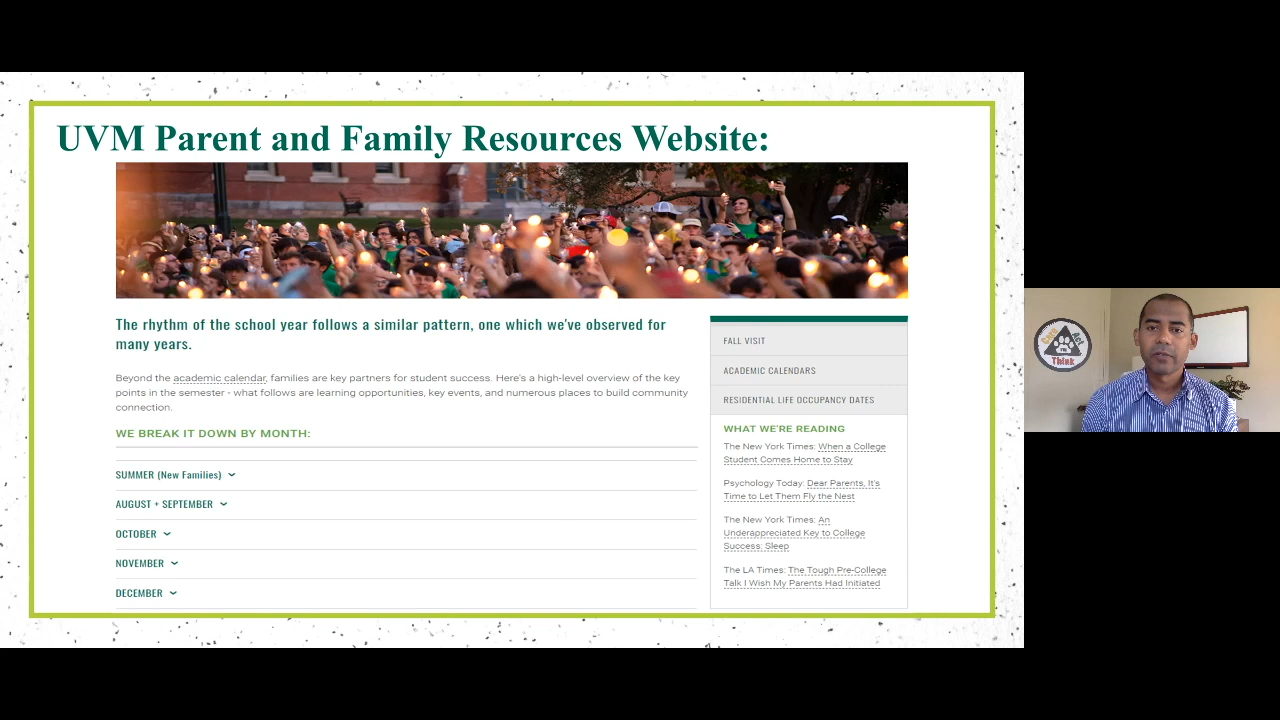 UVM Parent and Family Resources Website:
The rhythm of the school year follows a similar pattern, one which we've observed for
many years.
Beyond the academic calendar, families are key partners for student success. Here's a high-level overview of the key
points in the semester - what follows are learning opportunities, key events, and numerous places to build community
connection.
WE BREAK IT DOWN BY MONTH:
SUMMER (New Families)
AUGUST + SEPTEMBER
OCTOBER
NOVEMBER
DECEMBER
FALL VISIT
ACADEMIC CALENDARS
RESIDENTIAL LIFE OCCUPANCY DATES
WHAT WE'RE READING
The New York Times: When a College
Student Comes Home to Stay
Psychology Today: Dear Parents, It's
Time to Let Them Fly the Nest
The New York Times: An
Underappreciated Key to College
Success: Sleep
The LA Times: The Tough Pre-College
Talk I Wish My Parents Had Initiated
Care Act
Think